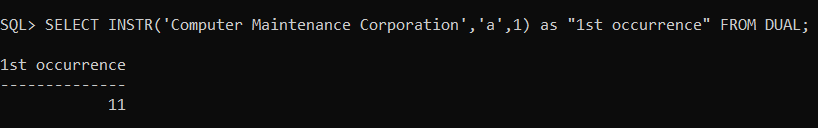 SQL> SELECT INSTR('Computer Maintenance Corporation','a',1) as "1st occurrence" FROM DUAL;
1st occurrence
--------------
11